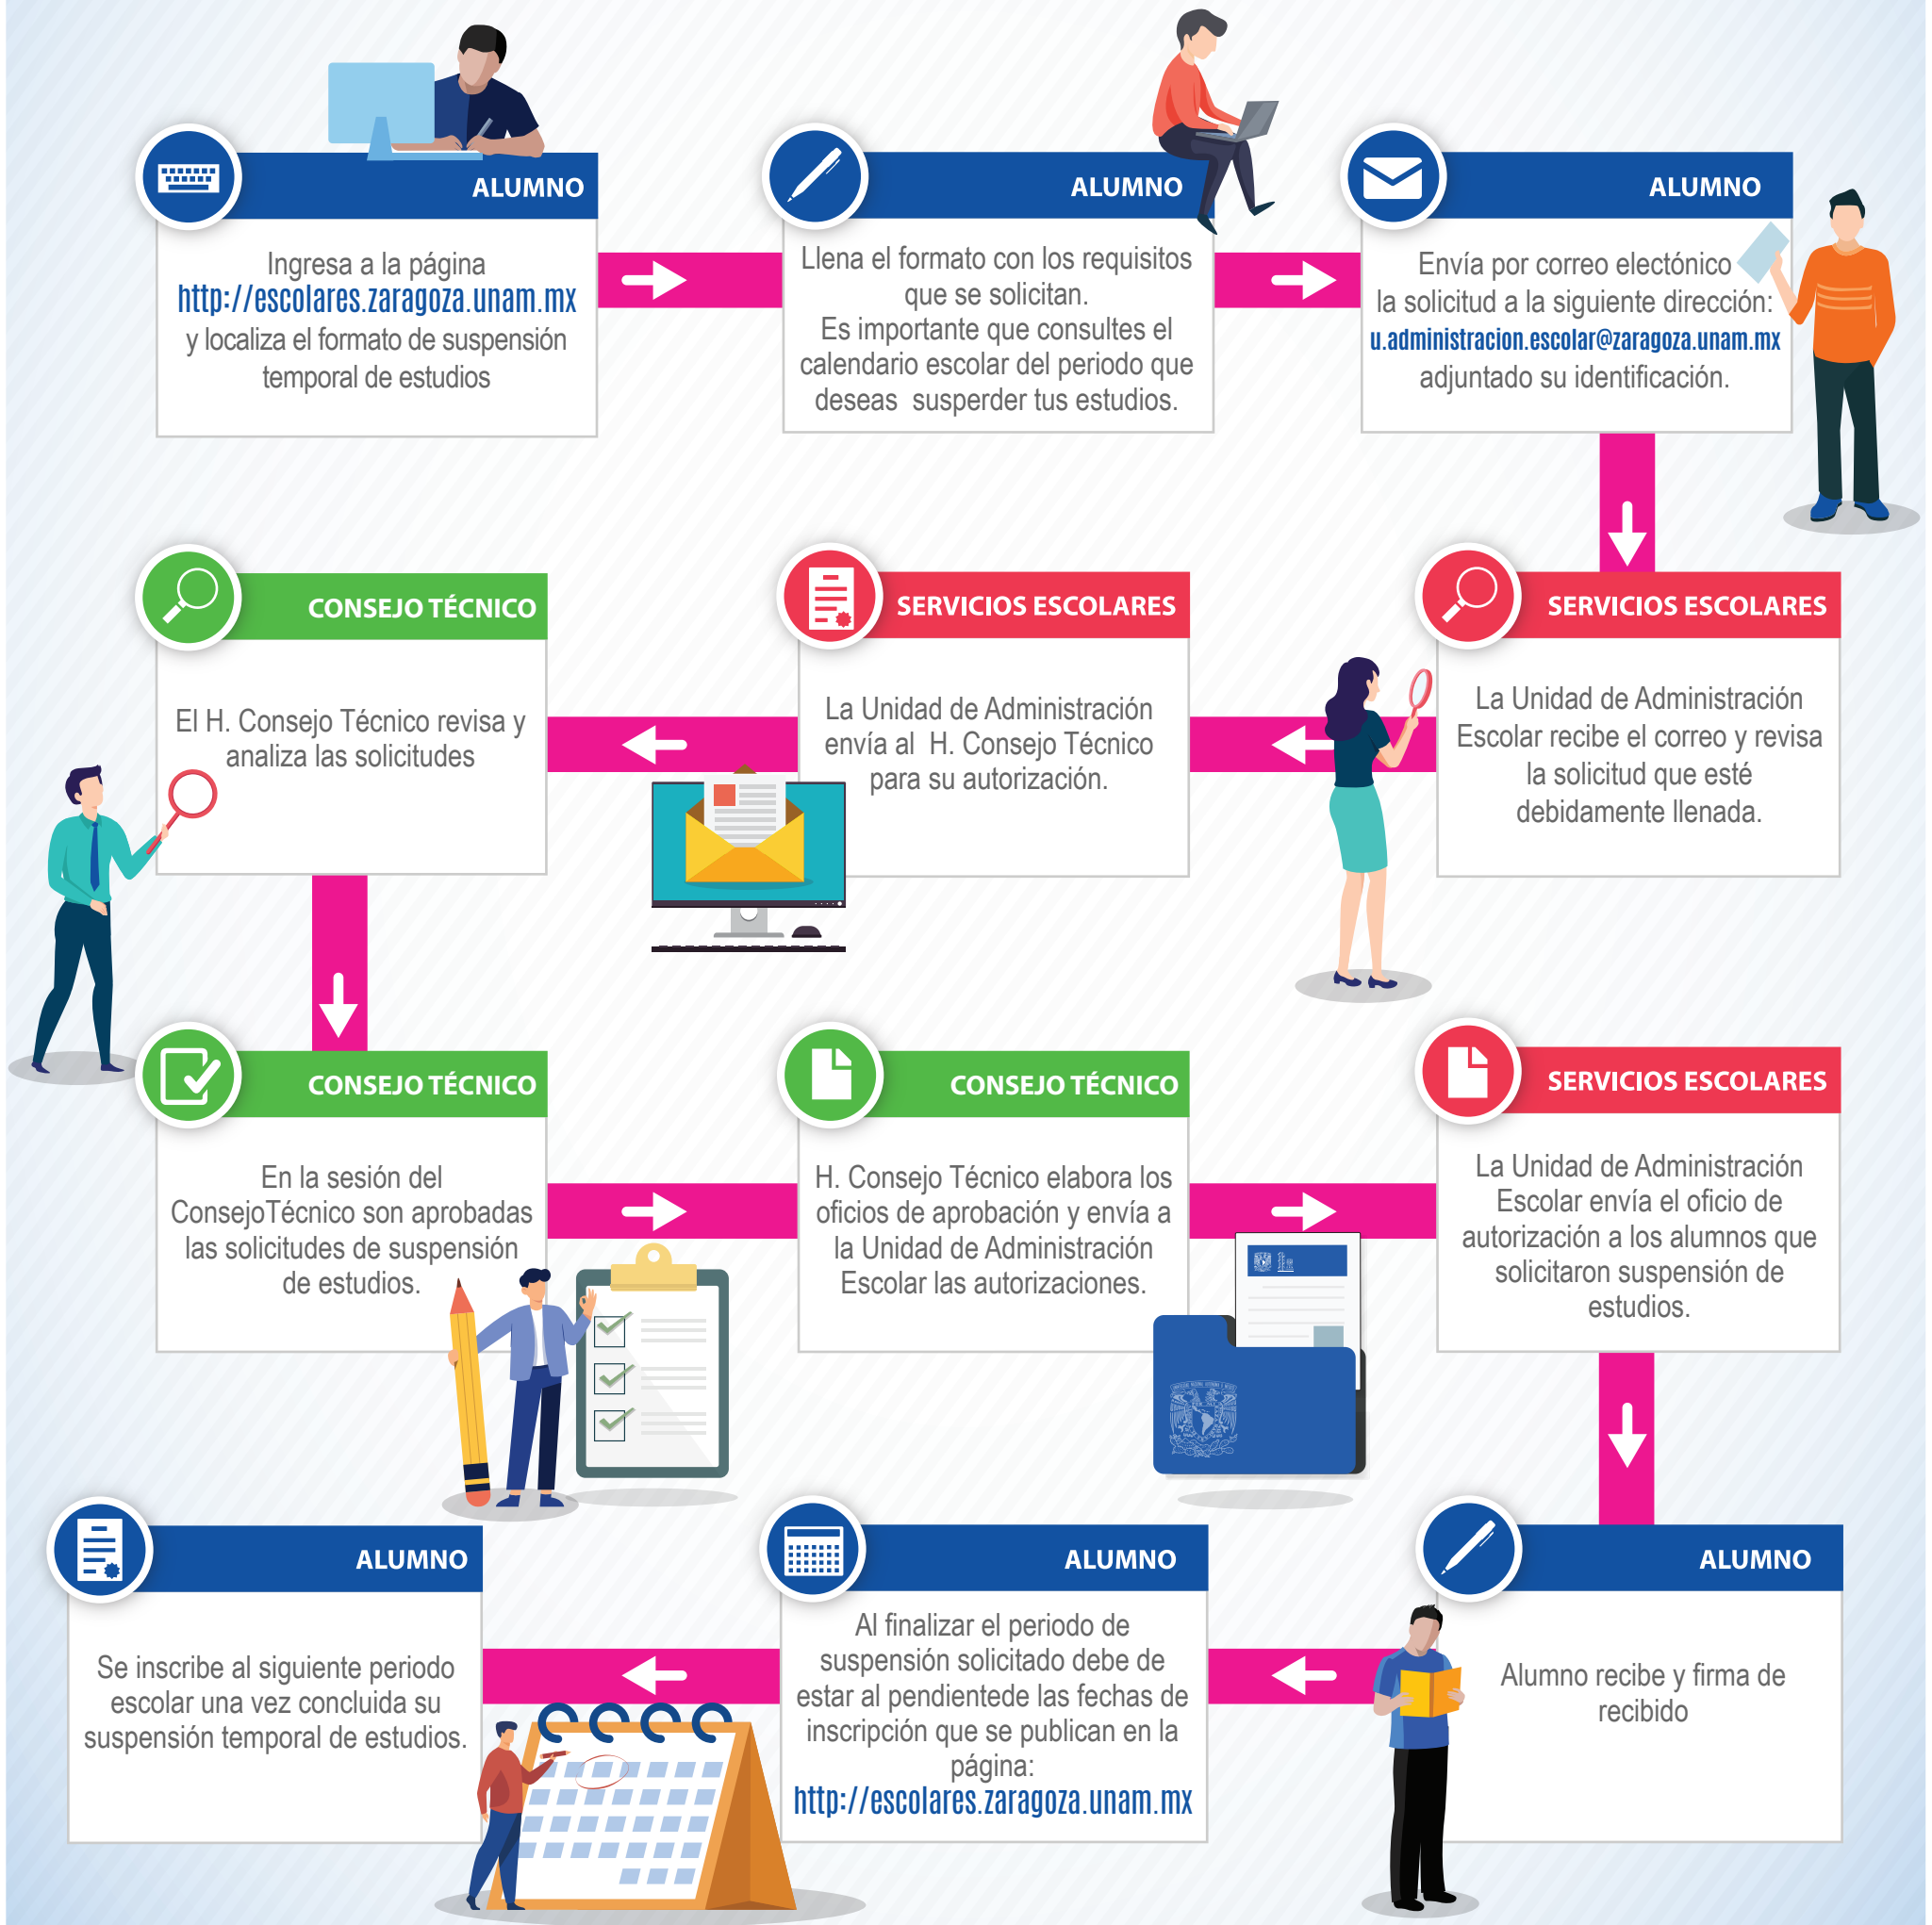 ALUMNO
Ingresa a la página
http://escolares.zaragoza.unam.mx
y localiza el formato de suspensión
temporal de estudios
ALUMNO
Llena el formato con los requisitos
que se solicitan.
Es importante que consultes el
calendario escolar del periodo que
deseas susperder tus estudios.
ALUMNO
Envía por correo electónico
la solicitud a la siguiente dirección:
u.administracion.escolar@zaragoza.unam.mx
adjuntado su identificación.
SERVICIOS ESCOLARES
La Unidad de Administración
Escolar recibe el correo y revisa
la solicitud que esté
debidamente llenada.
SERVICIOS ESCOLARES
La Unidad de Administración
envía al H. Consejo Técnico
para su autorización.
CONSEJO TÉCNICO
El H. Consejo Técnico revisa y
analiza las solicitudes
CONSEJO TÉCNICO
En la sesión del
ConsejoTécnico son aprobadas
las solicitudes de suspensión
de estudios.
CONSEJO TÉCNICO
H. Consejo Técnico elabora los
oficios de aprobación y envía a
la Unidad de Administración
Escolar las autorizaciones.
SERVICIOS ESCOLARES
La Unidad de Administración
Escolar envía el oficio de
autorización a los alumnos que
solicitaron suspensión de
estudios.
ALUMNO
Alumno recibe y firma de
recibido
ALUMNO
Al finalizar el periodo de
suspensión solicitado debe de
estar al pendientede las fechas de
inscripción que se publican en la
página:
http://escolares.zaragoza.unam.mx
ALUMNO
Se inscribe al siguiente periodo
escolar una vez concluida su
suspensión temporal de estudios.